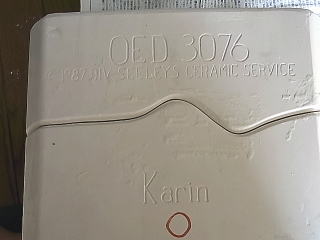 OED 3076
1987 DIV. SEELEY'S CERAMIC SERVICE
Karin